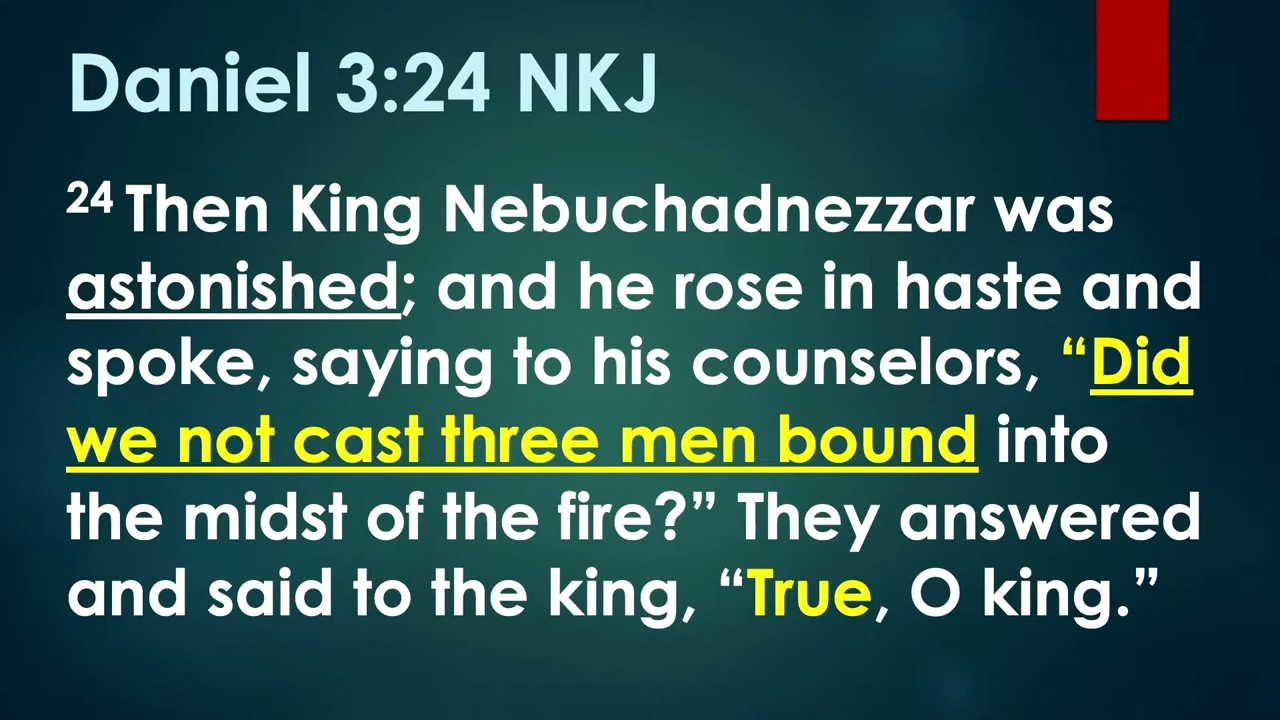 Daniel 3:24 NKJ
24 Then King Nebuchadnezzar was
astonished; and he rose in haste and
spoke, saying to his counselors, “Did
we not cast three men bound into
the midst of the fire?” They answered
and said to the king, “True, O king.”